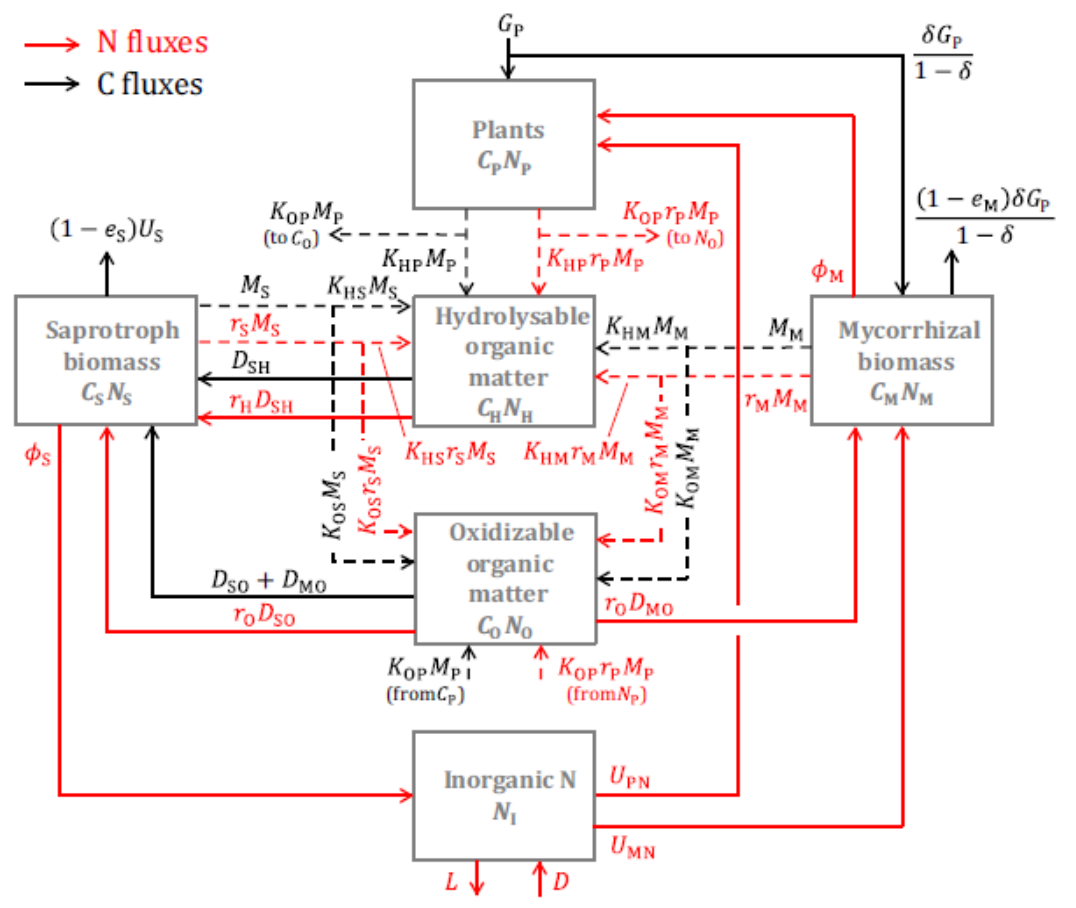 N fluxes
C fluxes
G_P
δG_P
1 − δ
Plants
C_P N_P
K_OP M_P
(to C_O)
K_OP r_P M_P
(to N_O)
K_HP M_P
K_HP r_P M_P
(1 − e_S)U_S
(1 − e_M)δG_P
1 − δ
ϕ_M
Saprotroph
biomass
C_S N_S
M_S
K_HS M_S
r_S M_S
D_SH
r_H D_SH
Hydrolysable
organic
matter
C_H N_H
K_HM M_M
M_M
r_M M_M
Mycorrhizal
biomass
C_M N_M
ϕ_S
K_HS r_S M_S
K_HM r_M M_M
K_OS M_S
K_OS r_S M_S
K_OM r_M M_M
K_OM M_M
Oxidizable
organic
matter
C_O N_O
D_SO + D_MO
r_O D_SO
r_O D_MO
K_OP M_P
(from C_P)
K_OP r_P M_P
(from N_P)
Inorganic N
N_I
U_PN
U_MN
L
D